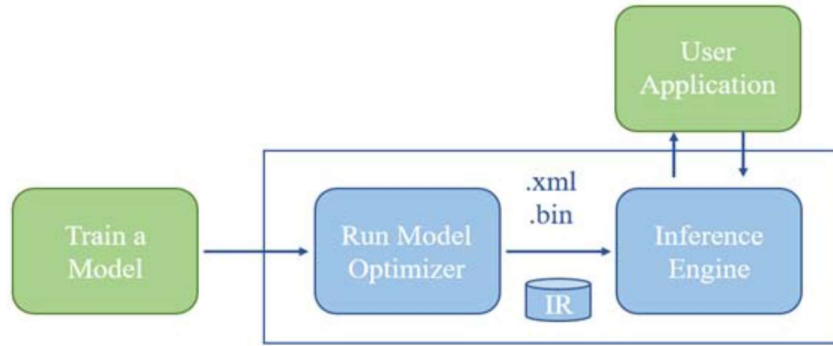 User
Application
.xml
.bin
Train a
Model
Run Model
Optimizer
Inference
Engine
IR